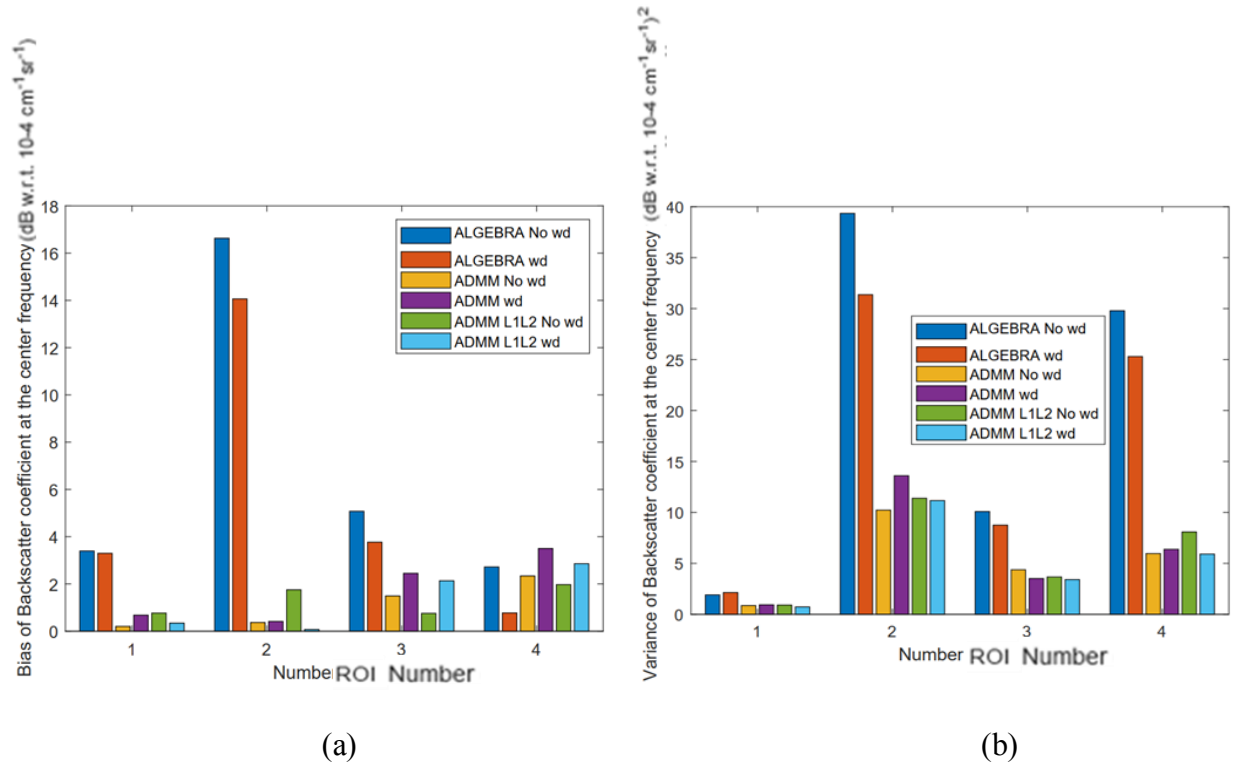 Bias of Backscatter coefficient at the center frequency (dB w.r.t. 10-4 cm⁻¹sr⁻¹)
18
16
14
12
10
8
6
4
2
0
ALGEBRA No wd
ALGEBRA wd
ADMM No wd
ADMM wd
ADMM L1L2 No wd
ADMM L1L2 wd
1 2 3 4
Number ROI Number
(a)
Variance of Backscatter coefficient at the center frequency (dB w.r.t. 10-4 cm⁻¹sr⁻¹)²
40
35
30
25
20
15
10
5
0
ALGEBRA No wd
ALGEBRA wd
ADMM No wd
ADMM wd
ADMM L1L2 No wd
ADMM L1L2 wd
1 2 3 4
Number ROI Number
(b)